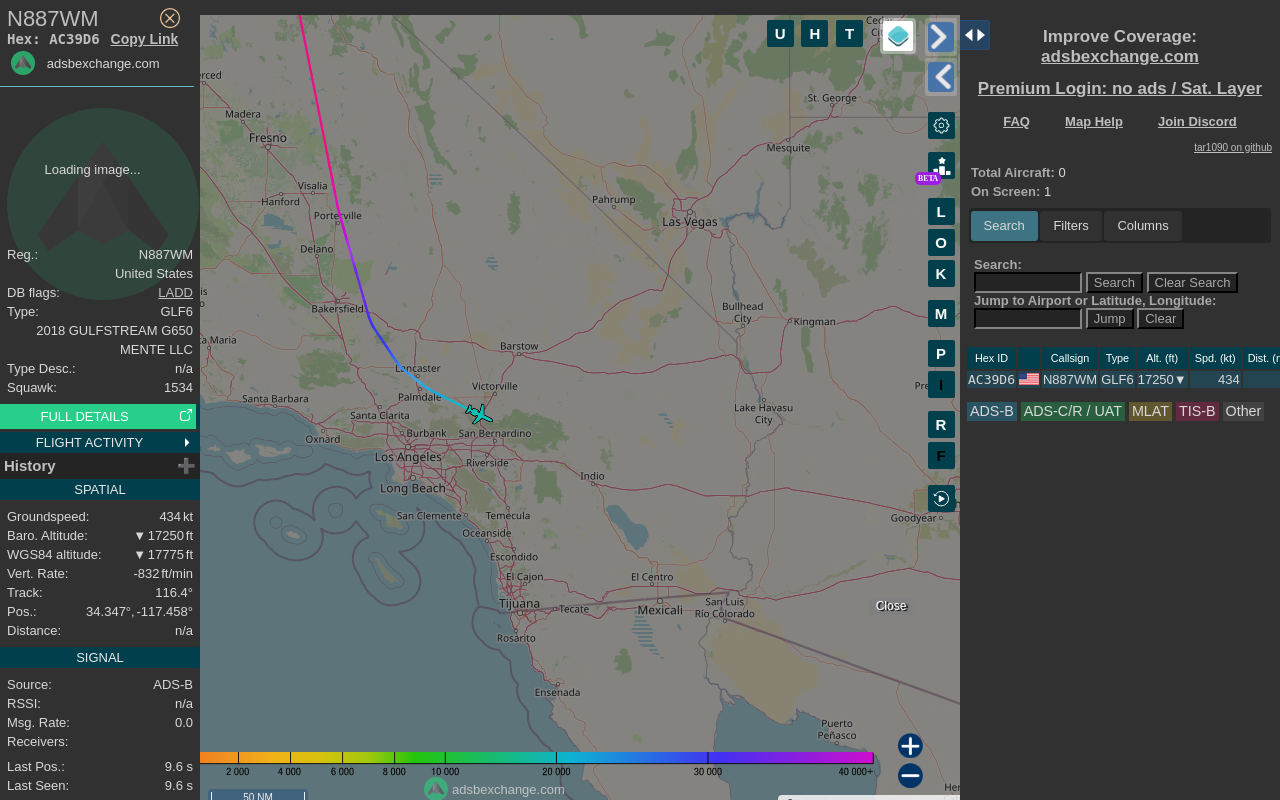 N887WM
Hex: AC39D6 Copy Link
adsbexchange.com
Loading image...
Reg.: N887WM
United States
DB flags: LADD
Type: GLF6
2018 GULFSTREAM G650
MENTE LLC
Type Desc.: n/a
Squawk: 1534
FULL DETAILS
FLIGHT ACTIVITY
History
SPATIAL
Groundspeed: 434 kt
Baro. Altitude: ▼ 17250 ft
WGS84 altitude: ▼ 17775 ft
Vert. Rate: -832 ft/min
Track: 116.4°
Pos.: 34.347°, -117.458°
Distance: n/a
SIGNAL
Source: ADS-B
RSSI: n/a
Msg. Rate: 0.0
Receivers:
Last Pos.: 9.6 s
Last Seen: 9.6 s
U H T
BETA
L
O
K
M
P
I
R
F
Madera
Fresno
Visalia
Hanford
Porterville
Delano
Bakersfield
Santa Barbara
Lancaster
Palmdale
Santa Clarita
Oxnard
Burbank
Los Angeles
Long Beach
San Clemente
Barstow
Victorville
San Bernardino
Riverside
Temecula
Oceanside
Escondido
El Cajon
Tijuana
Tecate
Rosarito
Ensenada
Indio
El Centro
Mexicali
San Luis
Río Colorado
Puerto
Peñasco
St. George
Mesquite
Pahrump
Las Vegas
Bullhead
City
Kingman
Lake Havasu
City
Goodyear
Close
2 000 4 000 6 000 8 000 10 000 20 000 30 000 40 000+
50 NM
adsbexchange.com
Improve Coverage:
adsbexchange.com
Premium Login: no ads / Sat. Layer
FAQ Map Help Join Discord
tar1090 on github
Total Aircraft: 0
On Screen: 1
Search Filters Columns
Search:
Search Clear Search
Jump to Airport or Latitude, Longitude:
Jump Clear
Hex ID Callsign Type Alt. (ft) Spd. (kt) Dist.
AC39D6 N887WM GLF6 17250▼ 434
ADS-B ADS-C/R / UAT MLAT TIS-B Other